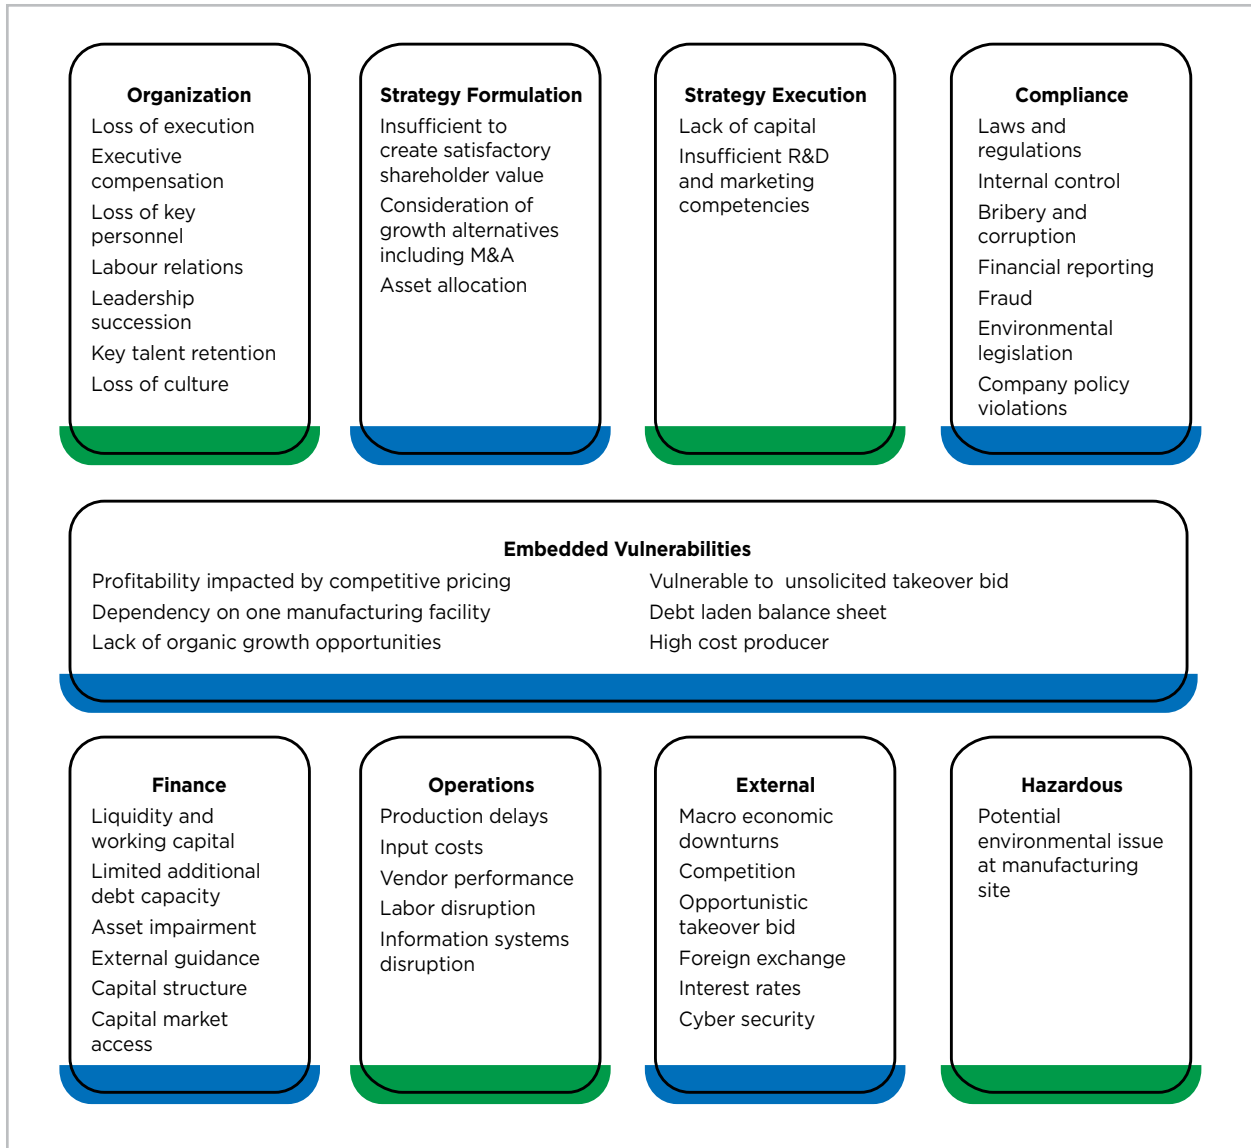 Organization
Loss of execution
Executive
compensation
Loss of key
personnel
Labour relations
Leadership
succession
Key talent retention
Loss of culture
Strategy Formulation
Insufficient to
create satisfactory
shareholder value
Consideration of
growth alternatives
including M&A
Asset allocation
Strategy Execution
Lack of capital
Insufficient R&D
and marketing
competencies
Compliance
Laws and
regulations
Internal control
Bribery and
corruption
Financial reporting
Fraud
Environmental
legislation
Company policy
violations
Embedded Vulnerabilities
Profitability impacted by competitive pricing
Dependency on one manufacturing facility
Lack of organic growth opportunities
Vulnerable to  unsolicited takeover bid
Debt laden balance sheet
High cost producer
Finance
Liquidity and
working capital
Limited additional
debt capacity
Asset impairment
External guidance
Capital structure
Capital market
access
Operations
Production delays
Input costs
Vendor performance
Labor disruption
Information systems
disruption
External
Macro economic
downturns
Competition
Opportunistic
takeover bid
Foreign exchange
Interest rates
Cyber security
Hazardous
Potential
environmental issue
at manufacturing
site